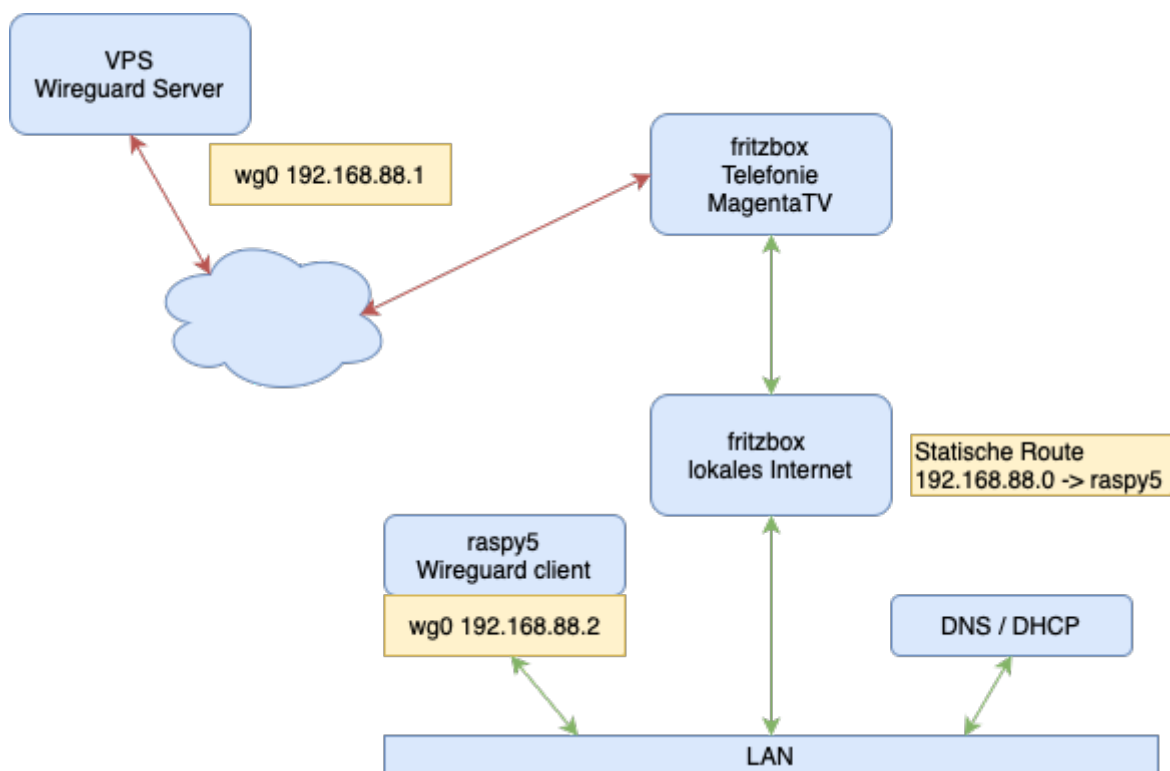 VPS
Wireguard Server
wg0 192.168.88.1
fritzbox
Telefonie
MagentaTV
fritzbox
lokales Internet
Statische Route
192.168.88.0 -> raspy5
raspy5
Wireguard client
wg0 192.168.88.2
DNS / DHCP
LAN